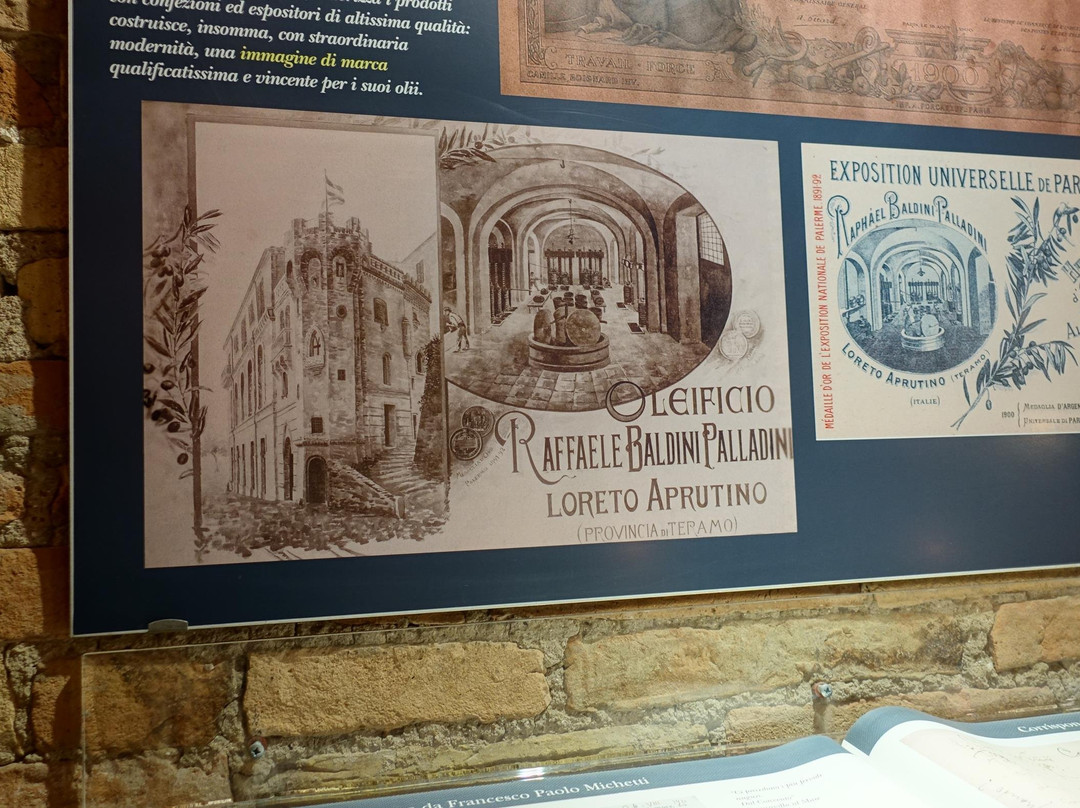 i prodotti
con confezioni ed espositori di altissima qualità:
costruisce, insomma, con straordinaria
modernità, una immagine di marca
qualificatissima e vincente per i suoi olii.
TRAVAIL - FORCE
1900
OLEIFICIO
RAFFAELE BALDINI PALLADINI
LORETO APRUTINO
(PROVINCIA DI TERAMO)
EXPOSITION UNIVERSELLE DE PAR
MÉDAILLE D'OR DE L'EXPOSITION NATIONALE DE PALERME 1891-92
RAPHAËL BALDINI PALLADINI
LORETO APRUTINO (TERAMO)
(ITALIE)
1900
da Francesco Paolo Michetti